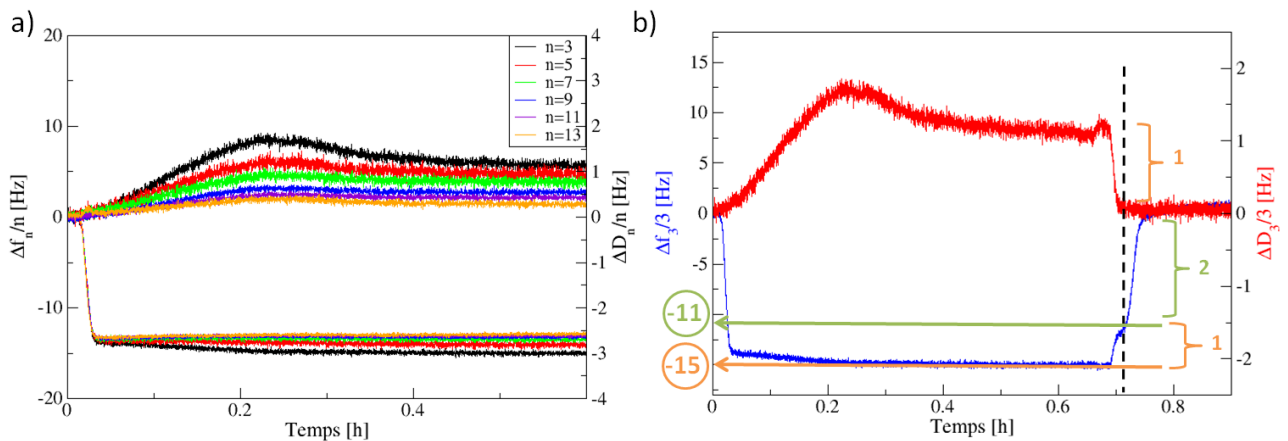 a)
20
10
0
-10
-20
Δf_n/n [Hz]
0
0.2
0.4
Temps [h]
4
3
2
1
0
-1
-2
-3
-4
ΔD_n/n [Hz]
n=3
n=5
n=7
n=9
n=11
n=13
b)
15
10
5
0
-5
-11
-15
Δf_3/3 [Hz]
0
0.2
0.4
0.6
0.8
Temps [h]
2
1
0
-1
-2
ΔD_3/3 [Hz]
1
2
1